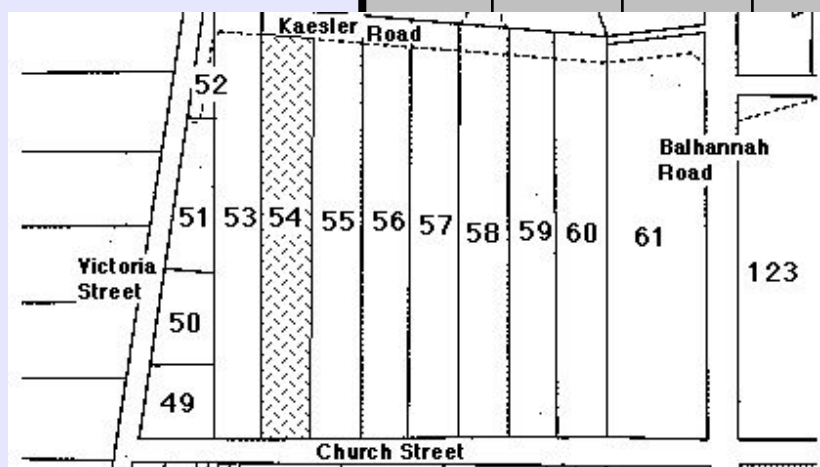 Kaesler Road
52
51 53 54 55 56 57 58 59 60 61
Balhannah
Road
Victoria
Street
123
50
49
Church Street